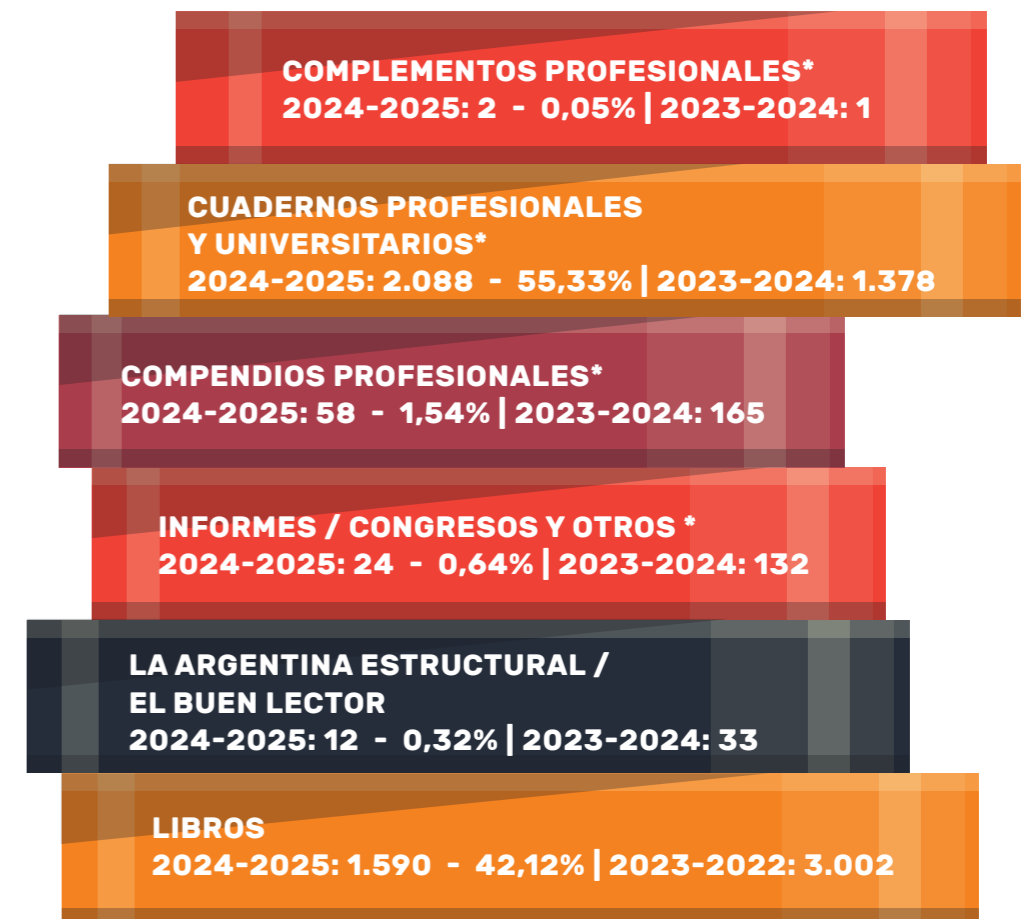 COMPLEMENTOS PROFESIONALES*
2024-2025: 2 - 0,05% | 2023-2024: 1
CUADERNOS PROFESIONALES
Y UNIVERSITARIOS*
2024-2025: 2.088 - 55,33% | 2023-2024: 1.378
COMPENDIOS PROFESIONALES*
2024-2025: 58 - 1,54% | 2023-2024: 165
INFORMES / CONGRESOS Y OTROS *
2024-2025: 24 - 0,64% | 2023-2024: 132
LA ARGENTINA ESTRUCTURAL /
EL BUEN LECTOR
2024-2025: 12 - 0,32% | 2023-2024: 33
LIBROS
2024-2025: 1.590 - 42,12% | 2023-2022: 3.002